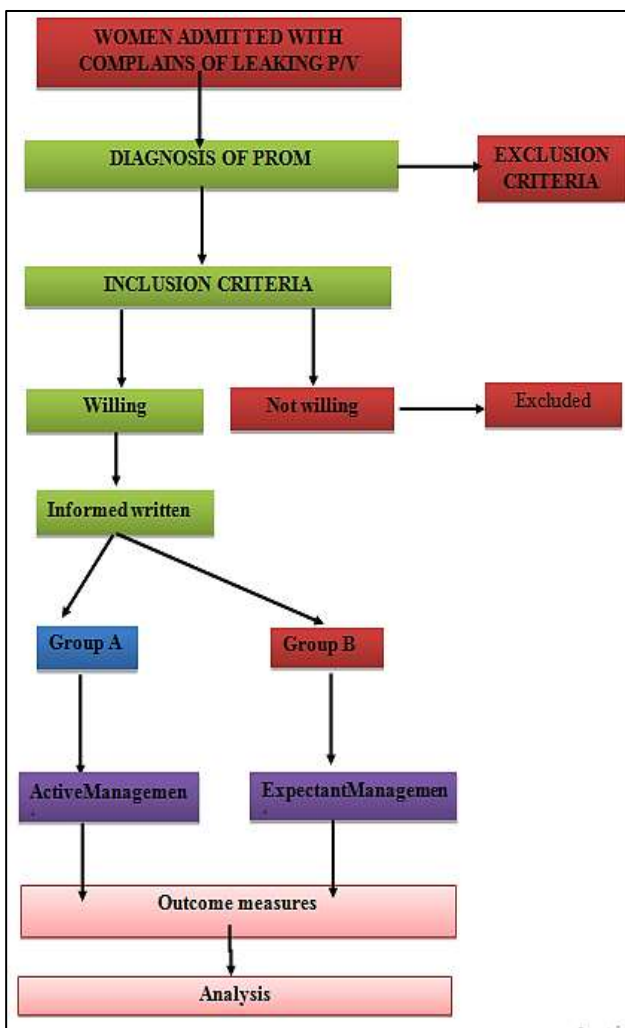 WOMEN ADMITTED WITH
COMPLAINS OF LEAKING P/V
DIAGNOSIS OF PROM
EXCLUSION
CRITERIA
INCLUSION CRITERIA
Willing
Not willing
Excluded
Informed written
Group A
Group B
ActiveManagemen
ExpectantManagemen
Outcome measures
Analysis